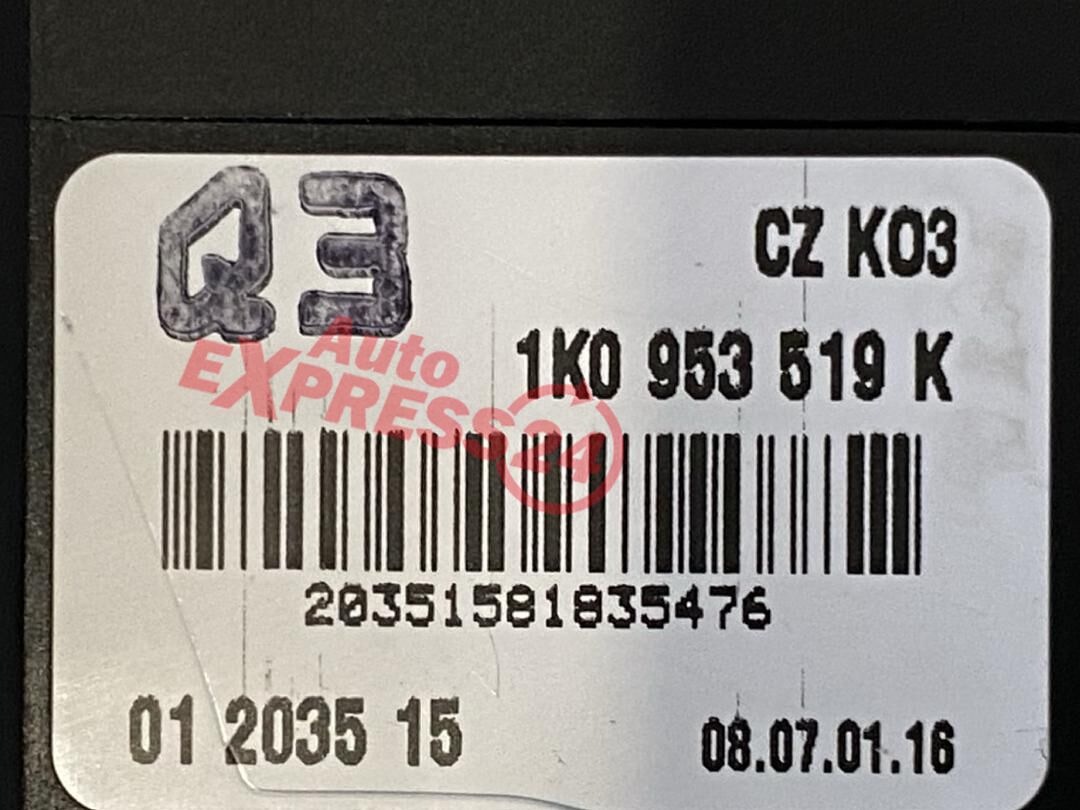 Q3
CZ K03
1K0 953 519 K
Auto
EXPRESS24
20351581835476
01 2035 15
08.07.01.16